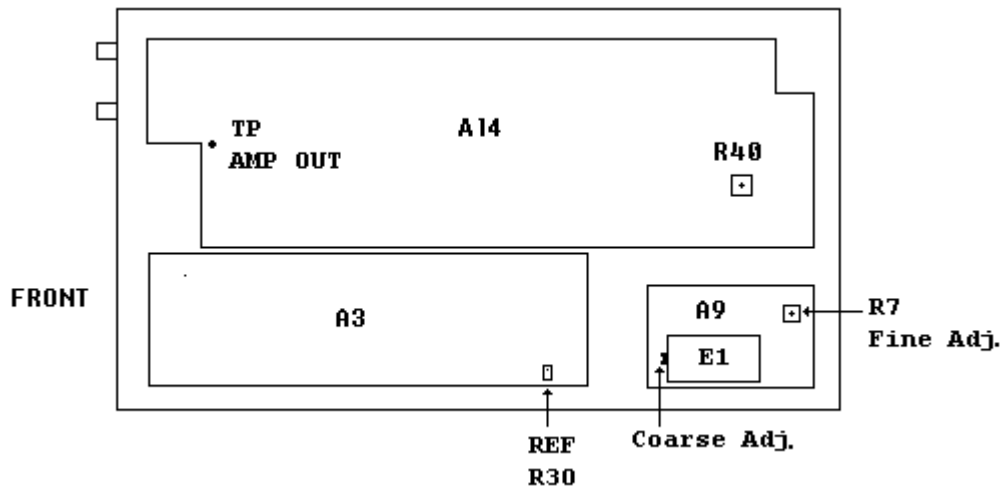 TP
AMP OUT
A14
R40
FRONT
A3
A9
R7
Fine Adj.
E1
REF
R30
Coarse Adj.